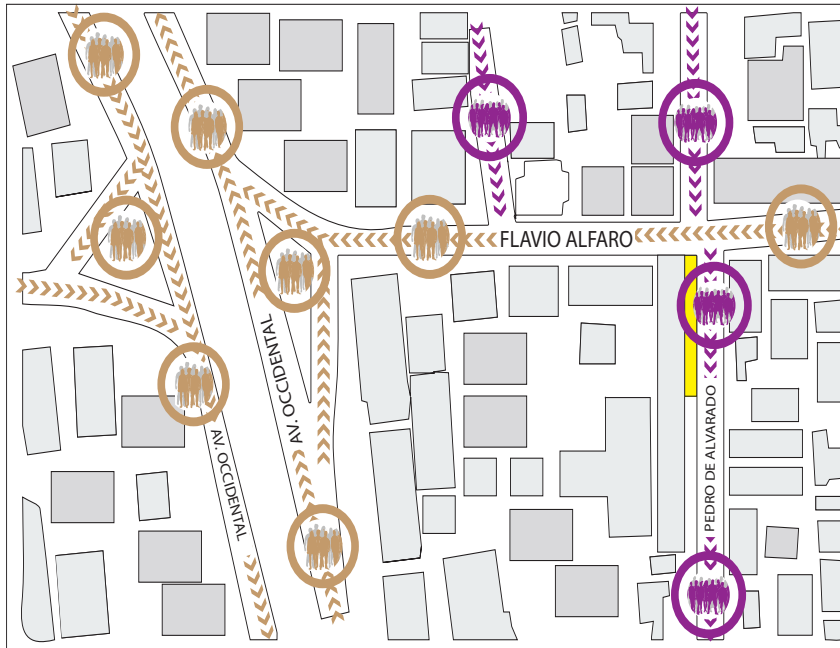 FLAVIO ALFARO
AV. OCCIDENTAL
AV. OCCIDENTAL
PEDRO DE ALVARADO